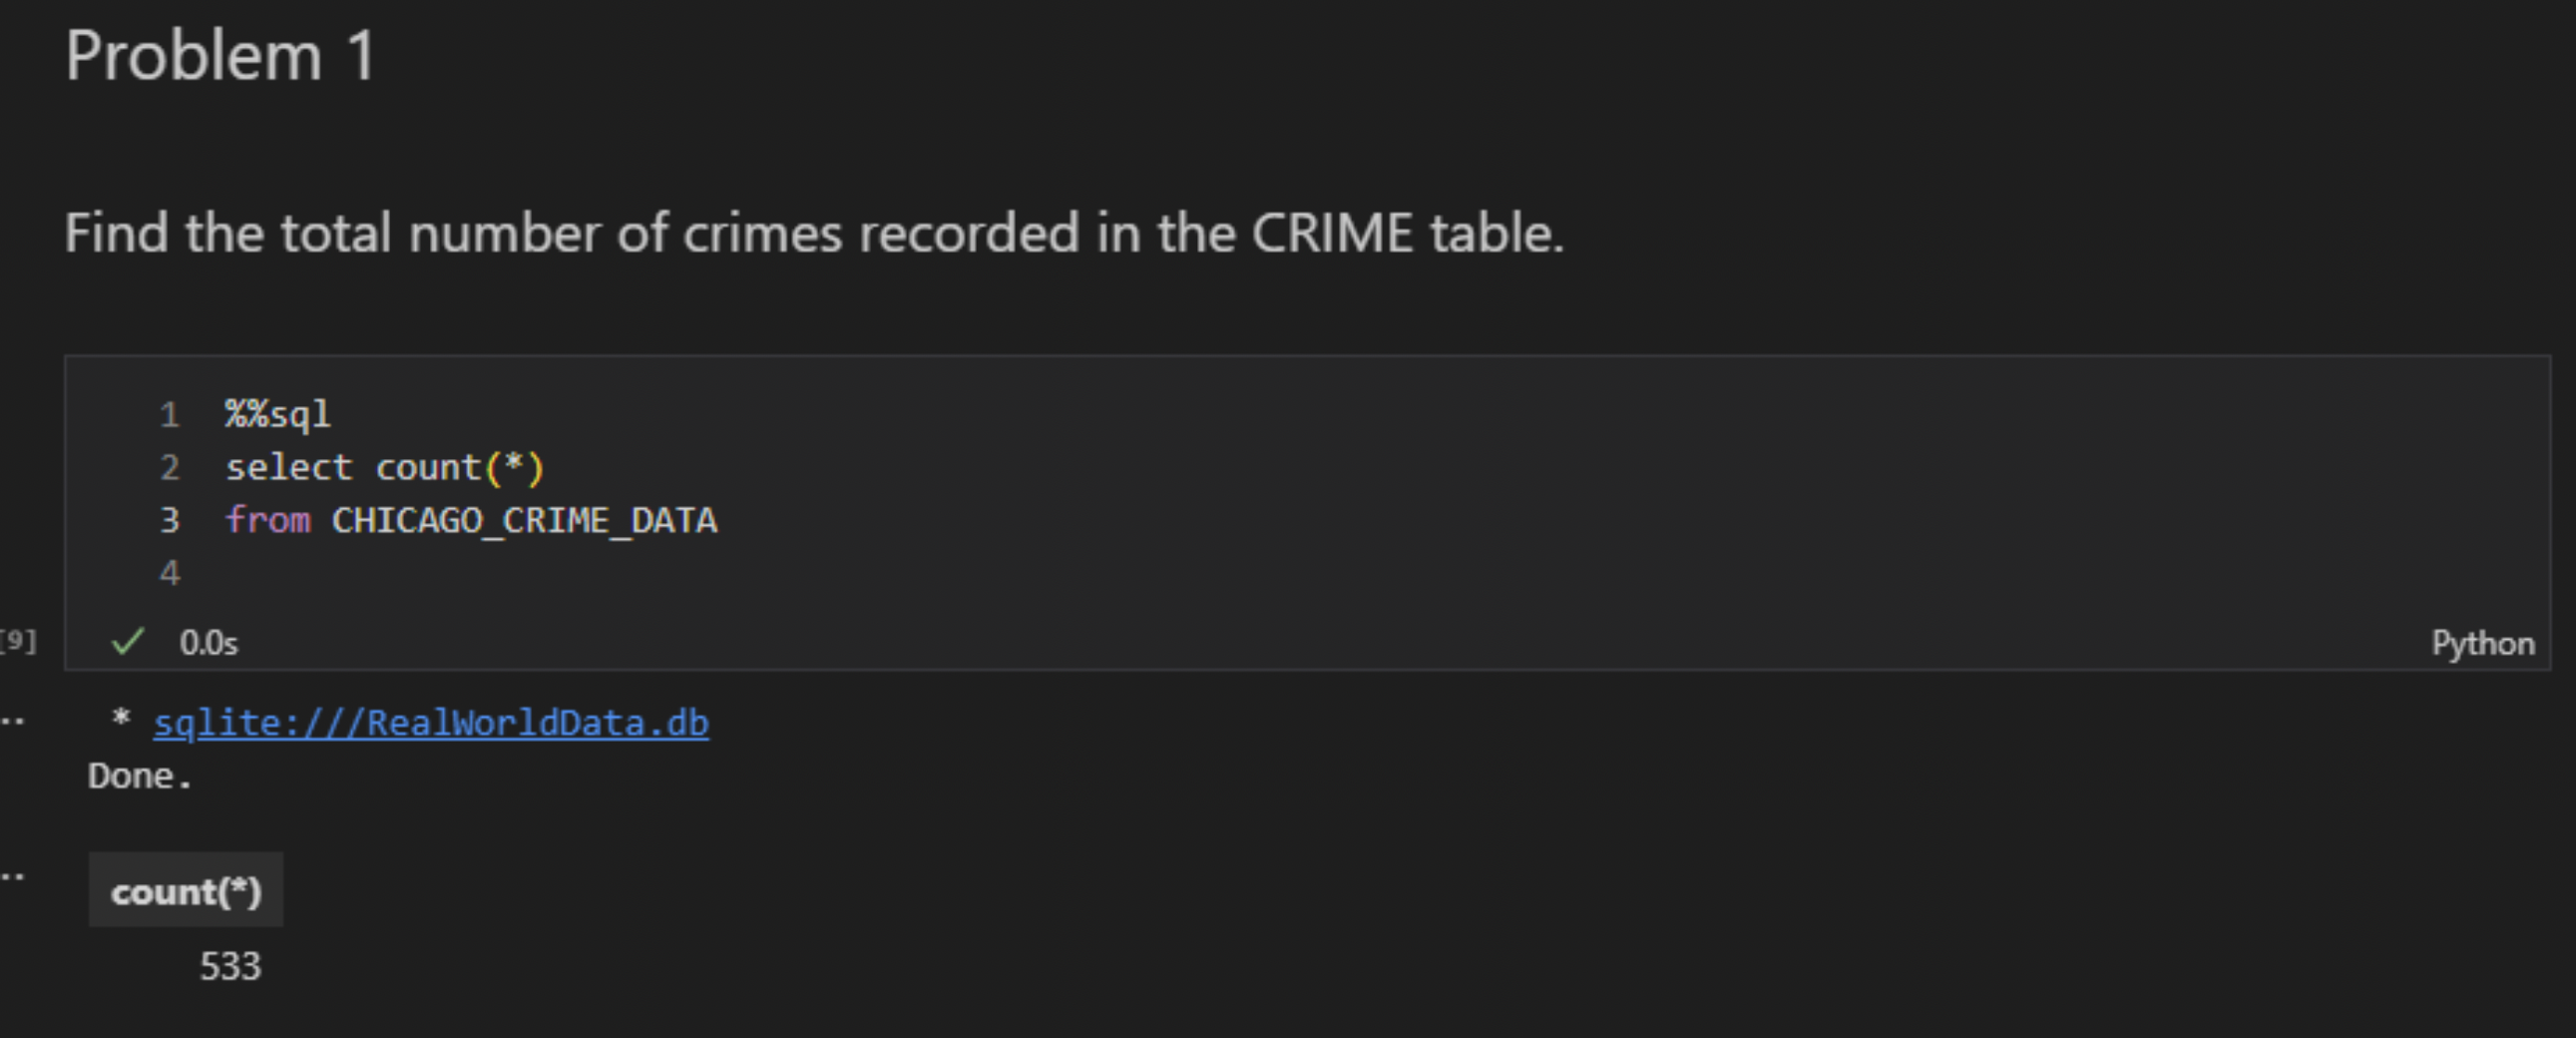 Problem 1
Find the total number of crimes recorded in the CRIME table.
1 %%sql
2 select count(*)
3 from CHICAGO_CRIME_DATA
4
[9] 0.0s Python
.. * sqlite:///RealWorldData.db
Done.
.. count(*)
533